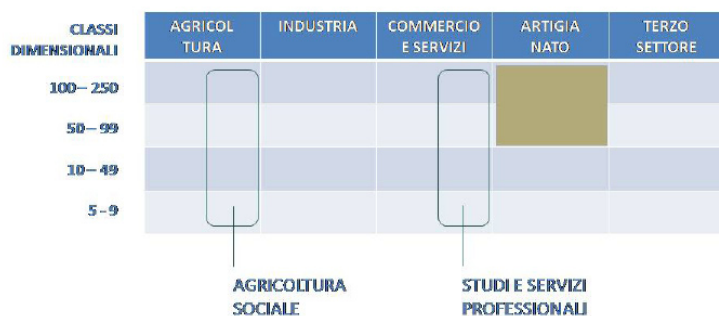 CLASSI
DIMENSIONALI
AGRICOL
TURA
INDUSTRIA
COMMERCIO
E SERVIZI
ARTIGIA
NATO
TERZO
SETTORE
100– 250
50– 99
10– 49
5 - 9
AGRICOLTURA
SOCIALE
STUDI E SERVIZI
PROFESSIONALI